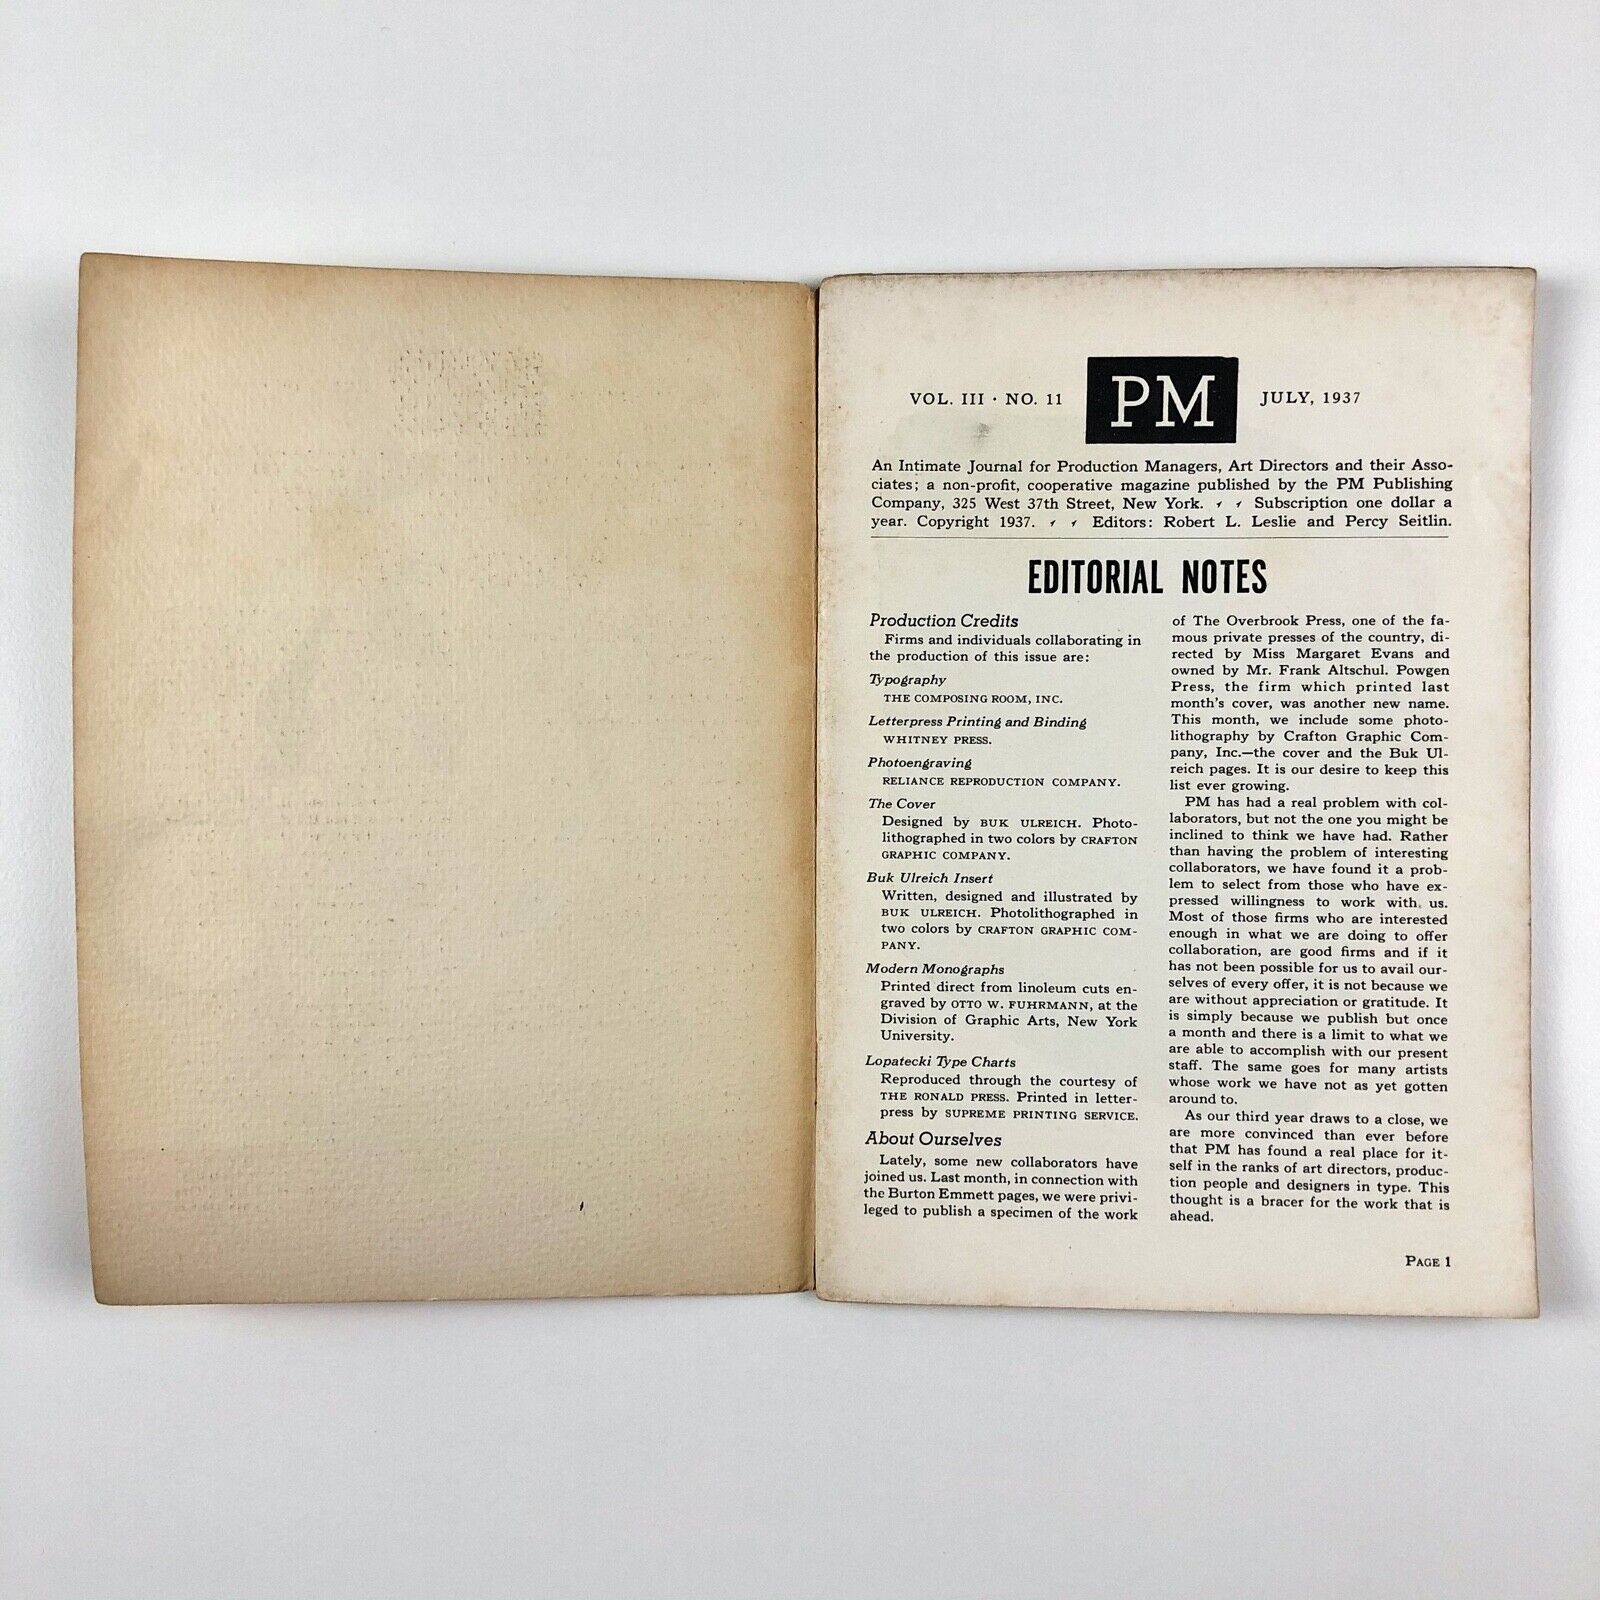 VOL. III · NO. 11 PM JULY, 1937
An Intimate Journal for Production Managers, Art Directors and their Asso-
ciates; a non-profit, cooperative magazine published by the PM Publishing
Company, 325 West 37th Street, New York. Subscription one dollar a
year. Copyright 1937. Editors: Robert L. Leslie and Percy Seitlin.
EDITORIAL NOTES
Production Credits
Firms and individuals collaborating in
the production of this issue are:
Typography
THE COMPOSING ROOM, INC.
Letterpress Printing and Binding
WHITNEY PRESS.
Photoengraving
RELIANCE REPRODUCTION COMPANY.
The Cover
Designed by BUK ULREICH. Photo-
lithographed in two colors by CRAFTON
GRAPHIC COMPANY.
Buk Ulreich Insert
Written, designed and illustrated by
BUK ULREICH. Photolithographed in
two colors by CRAFTON GRAPHIC COM-
PANY.
Modern Monographs
Printed direct from linoleum cuts en-
graved by OTTO W. FUHRMANN, at the
Division of Graphic Arts, New York
University.
Lopatecki Type Charts
Reproduced through the courtesy of
THE RONALD PRESS. Printed in letter-
press by SUPREME PRINTING SERVICE.
About Ourselves
Lately, some new collaborators have
joined us. Last month, in connection with
the Burton Emmett pages, we were privi-
leged to publish a specimen of the work
of The Overbrook Press, one of the fa-
mous private presses of the country, di-
rected by Miss Margaret Evans and
owned by Mr. Frank Altschul. Powgen
Press, the firm which printed last
month's cover, was another new name.
This month, we include some photo-
lithography by Crafton Graphic Com-
pany, Inc.—the cover and the Buk Ul-
reich pages. It is our desire to keep this
list ever growing.
PM has had a real problem with col-
laborators, but not the one you might be
inclined to think we have had. Rather
than having the problem of interesting
collaborators, we have found it a prob-
lem to select from those who have ex-
pressed willingness to work with us.
Most of those firms who are interested
enough in what we are doing to offer
collaboration, are good firms and if it
has not been possible for us to avail our-
selves of every offer, it is not because we
are without appreciation or gratitude. It
is simply because we publish but once
a month and there is a limit to what we
are able to accomplish with our present
staff. The same goes for many artists
whose work we have not as yet gotten
around to.
As our third year draws to a close, we
are more convinced than ever before
that PM has found a real place for it-
self in the ranks of art directors, produc-
tion people and designers in type. This
thought is a bracer for the work that is
ahead.
PAGE 1